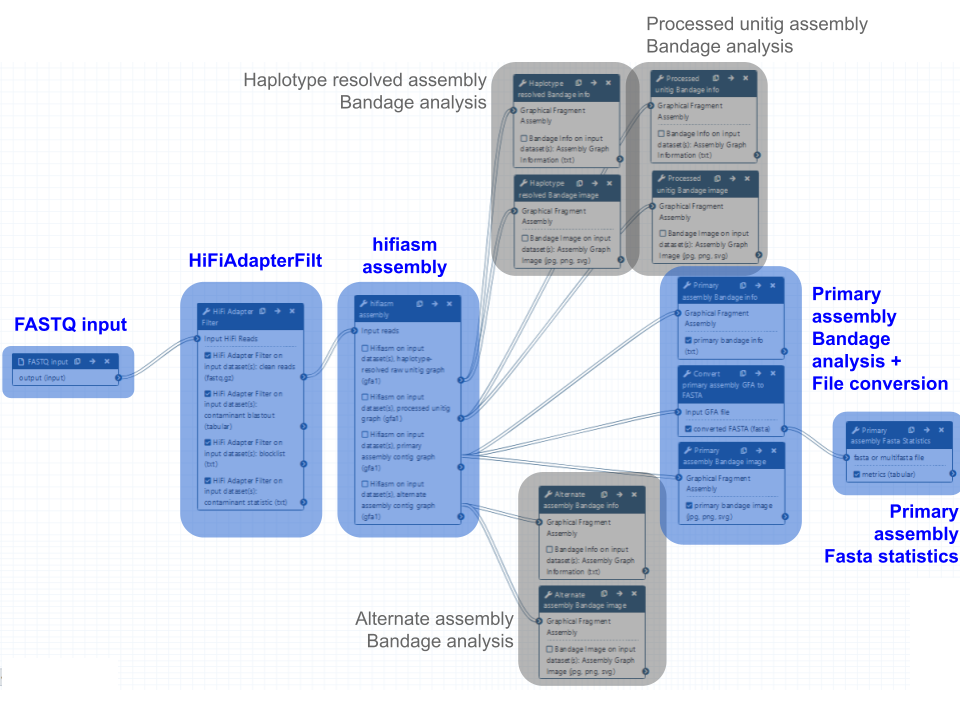 Processed unitig assembly
Bandage analysis
Haplotype resolved assembly
Bandage analysis
Haplotype
resolved Bandage info
Graphical Fragment
Assembly
Bandage Info on input
dataset(s): Assembly Graph
Information (txt)
Haplotype
resolved Bandage image
Graphical Fragment
Assembly
Bandage Image on input
dataset(s): Assembly Graph
Image (jpg, png, svg)
Processed
unitig Bandage info
Graphical Fragment
Assembly
Bandage Info on input
dataset(s): Assembly Graph
Information (txt)
Processed
unitig Bandage image
Graphical Fragment
Assembly
Bandage Image on input
dataset(s): Assembly Graph
Image (jpg, png, svg)
FASTQ input
FASTQ input
output (input)
HiFiAdapterFilt
HiFi Adapter
Filter
Input HiFi Reads
HiFi Adapter Filter on
input dataset(s): clean reads
(fastq.gz)
HiFi Adapter Filter on
input dataset(s):
contaminant blastout
(tabular)
HiFi Adapter Filter on
input dataset(s): blocklist
(txt)
HiFi Adapter Filter on
input dataset(s):
contaminant statistic (txt)
hifiasm
assembly
hifiasm
assembly
Input reads
Hifiasm on input
dataset(s), haplotype-
resolved raw unitig graph
(gfa1)
Hifiasm on input
dataset(s), processed unitig
graph (gfa1)
Hifiasm on input
dataset(s), primary
assembly contig graph
(gfa1)
Hifiasm on input
dataset(s), alternate
assembly contig graph
(gfa1)
Primary
assembly Bandage info
Graphical Fragment
Assembly
primary bandage info
(txt)
Convert
primary assembly GFA to
FASTA
Input GFA file
converted FASTA (fasta)
Primary
assembly Bandage image
Graphical Fragment
Assembly
primary bandage image
(jpg, png, svg)
Primary
assembly
Bandage
analysis +
File conversion
Primary
assembly Fasta Statistics
fasta or multifasta file
metrics (tabular)
Primary
assembly
Fasta statistics
Alternate
assembly Bandage info
Graphical Fragment
Assembly
Bandage Info on input
dataset(s): Assembly Graph
Information (txt)
Alternate
assembly Bandage image
Graphical Fragment
Assembly
Bandage Image on input
dataset(s): Assembly Graph
Image (jpg, png, svg)
Alternate assembly
Bandage analysis